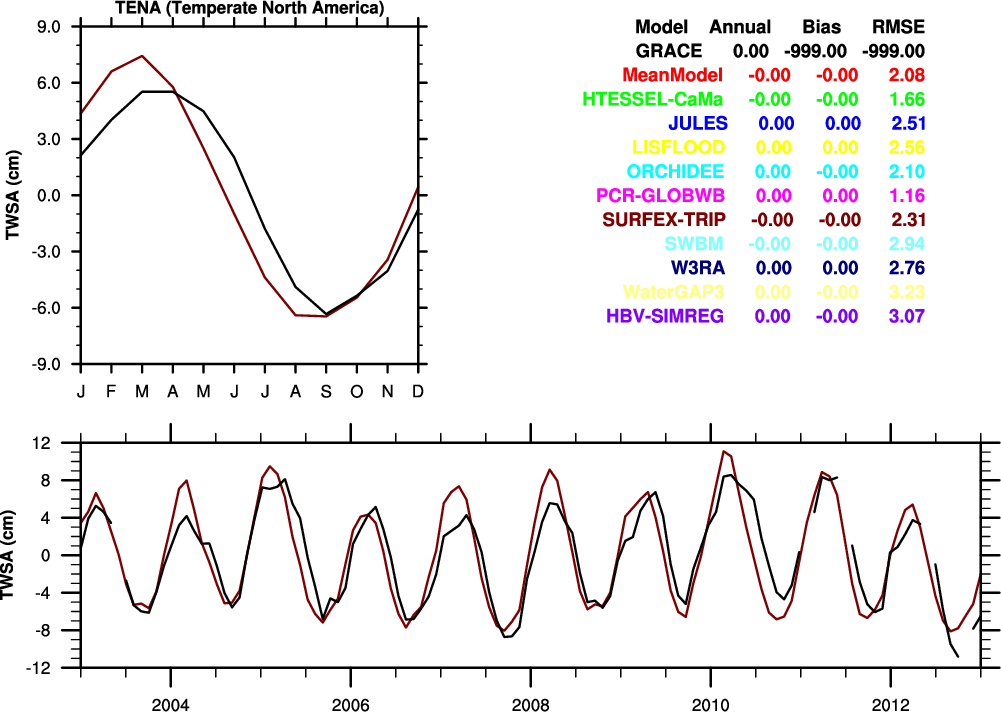 TENA (Temperate North America)
9.0
6.0
3.0
0.0
-3.0
-6.0
-9.0
TWSA (cm)
J F M A M J J A S O N D
Model Annual Bias RMSE
GRACE 0.00 -999.00 -999.00
MeanModel -0.00 -0.00 2.08
HTESSEL-CaMa -0.00 -0.00 1.66
JULES 0.00 0.00 2.51
LISFLOOD 0.00 0.00 2.56
ORCHIDEE 0.00 -0.00 2.10
PCR-GLOBWB 0.00 0.00 1.16
SURFEX-TRIP -0.00 -0.00 2.31
SWBM -0.00 -0.00 2.94
W3RA 0.00 0.00 2.76
WaterGAP3 0.00 -0.00 3.23
HBV-SIMREG 0.00 -0.00 3.07
12
8
4
0
-4
-8
-12
TWSA (cm)
2004 2006 2008 2010 2012